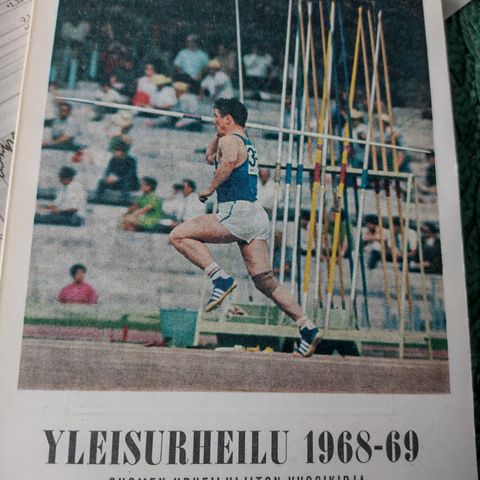 YLEISURHEILU 1968-69
SUOMEN URHEILULIITON VUOSIKIRJA